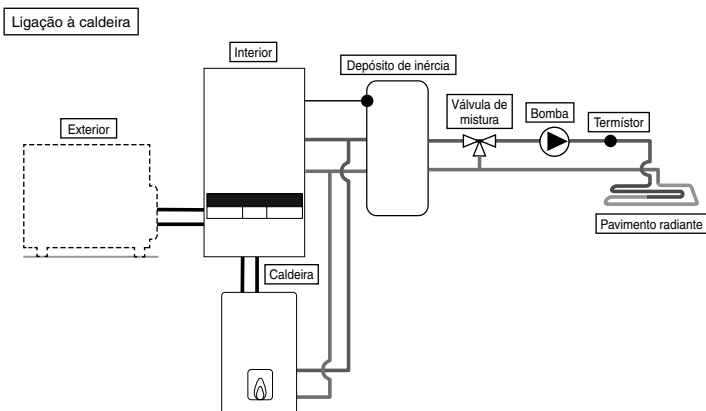 Ligação à caldeira
Interior
Depósito de inércia
Válvula de
mistura
Bomba
Termístor
Exterior
Pavimento radiante
Caldeira